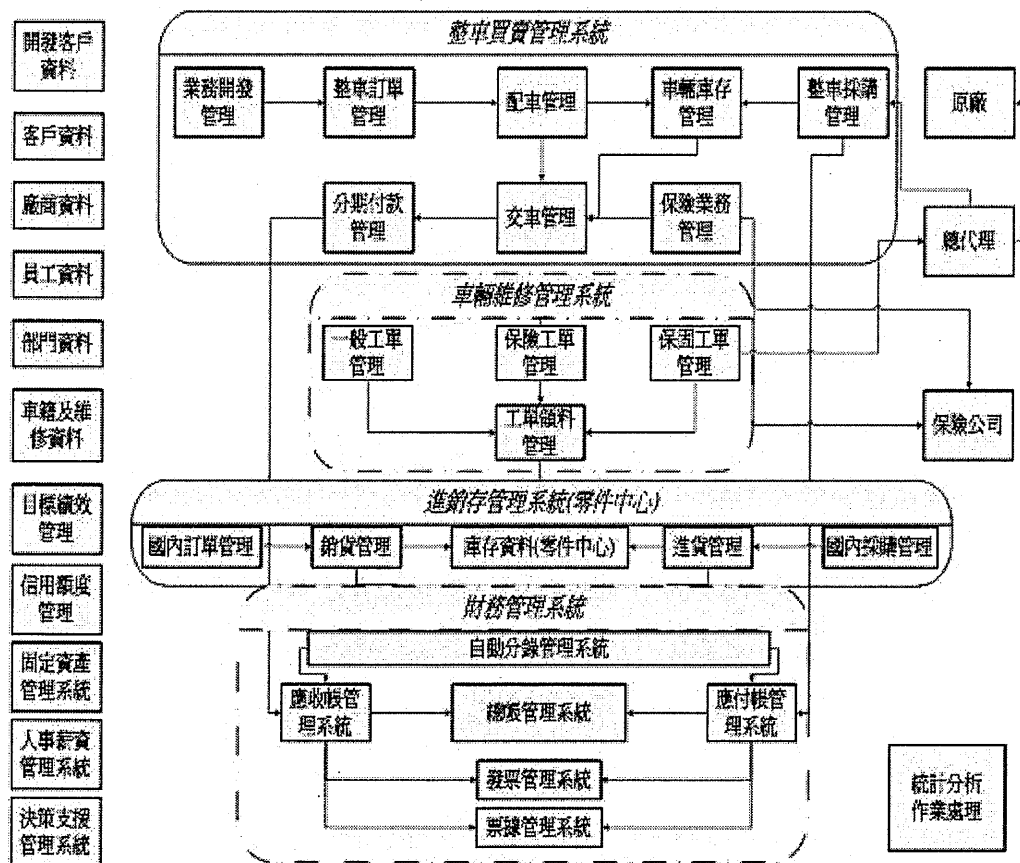 開發客戶
資料
客戶資料
廠商資料
員工資料
部門資料
車籍及維
修資料
目標績效
管理
信用額度
管理
固定資產
管理系統
人事薪資
管理系統
決策支援
管理系統
整車買賣管理系統
業務開發
管理
整車訂單
管理
配車管理
車輛庫存
管理
整車採購
管理
分期付款
管理
交車管理
保險業務
管理
原廠
總代理
保險公司
車輛維修管理系統
一般工單
管理
保險工單
管理
保固工單
管理
工單領料
管理
進銷存管理系統(零件中心)
國內訂單管理
銷貨管理
庫存資料(零件中心)
進貨管理
國內採購管理
財務管理系統
自動分錄管理系統
應收帳管
理系統
總帳管理系統
應付帳管
理系統
發票管理系統
票據管理系統
統計分析
作業處理